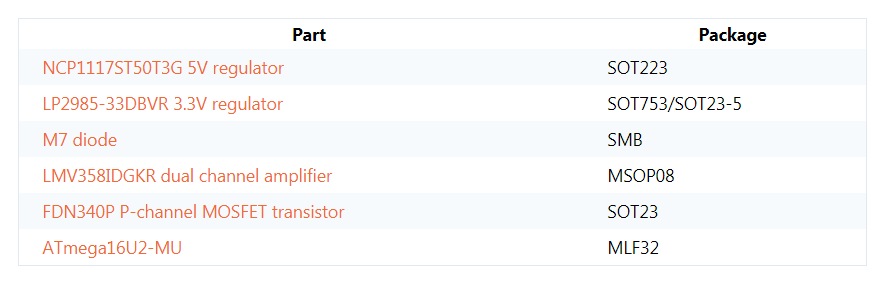 Part Package
NCP1117ST50T3G 5V regulator SOT223
LP2985-33DBVR 3.3V regulator SOT753/SOT23-5
M7 diode SMB
LMV358IDGKR dual channel amplifier MSOP08
FDN340P P-channel MOSFET transistor SOT23
ATmega16U2-MU MLF32